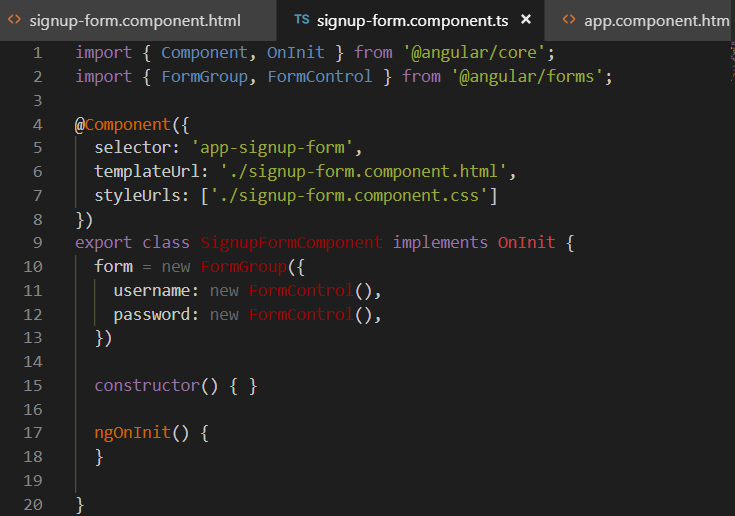 signup-form.component.html TS signup-form.component.ts × app.component.htm
1 import { Component, OnInit } from '@angular/core';
2 import { FormGroup, FormControl } from '@angular/forms';
3
4 @Component({
5 selector: 'app-signup-form',
6 templateUrl: './signup-form.component.html',
7 styleUrls: ['./signup-form.component.css']
8 })
9 export class SignupFormComponent implements OnInit {
10 form = new FormGroup({
11 username: new FormControl(),
12 password: new FormControl(),
13 })
14
15 constructor() { }
16
17 ngOnInit() {
18 }
19
20 }